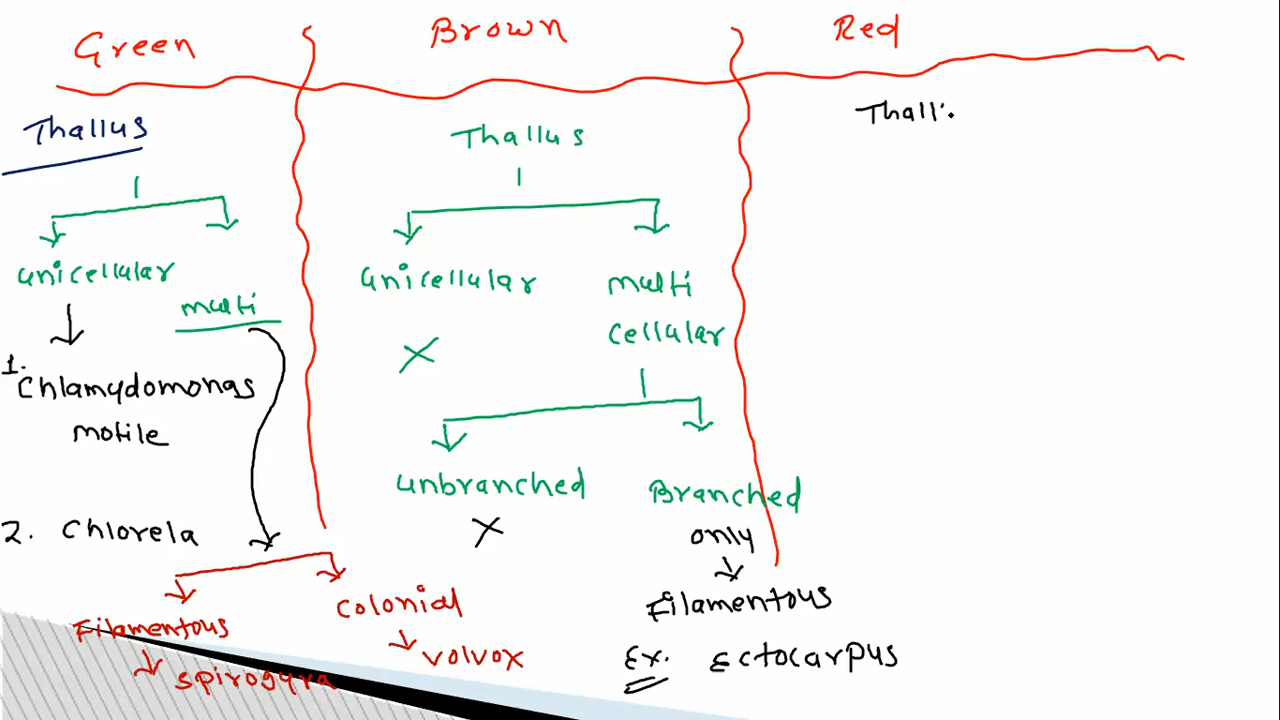 Green
Brown
Red
Thallus
unicellular
multi
1.
Chlamydomonas
motile
2. Chlorela
Filamentous
spirogyra
Colonial
volvox
Thallus
unicellular
multi
cellular
X
unbranched
X
Branched
only
Filamentous
Ex. Ectocarpus
Thall